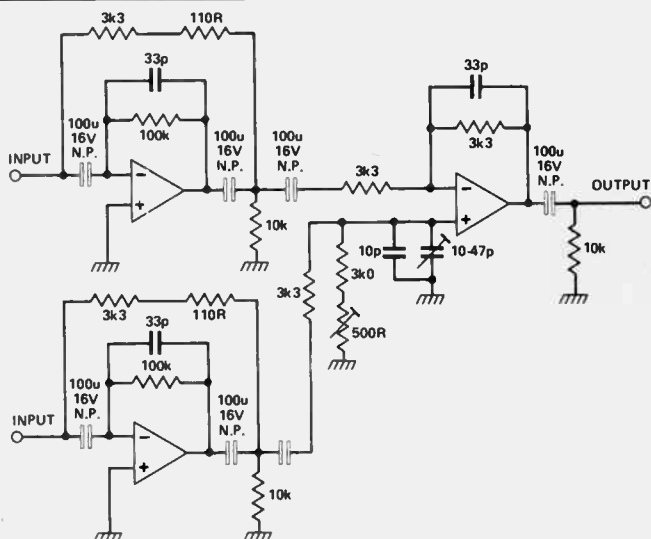 3k3
110R
33p
100k
100u
16V
N.P.
INPUT
−
+
100u
16V
N.P.
100u
16V
N.P.
10k
3k3
33p
3k3
−
+
100u
16V
N.P.
OUTPUT
10k
10p
10-47p
3k0
3k3
500R
3k3
110R
33p
100k
100u
16V
N.P.
INPUT
−
+
100u
16V
N.P.
10k